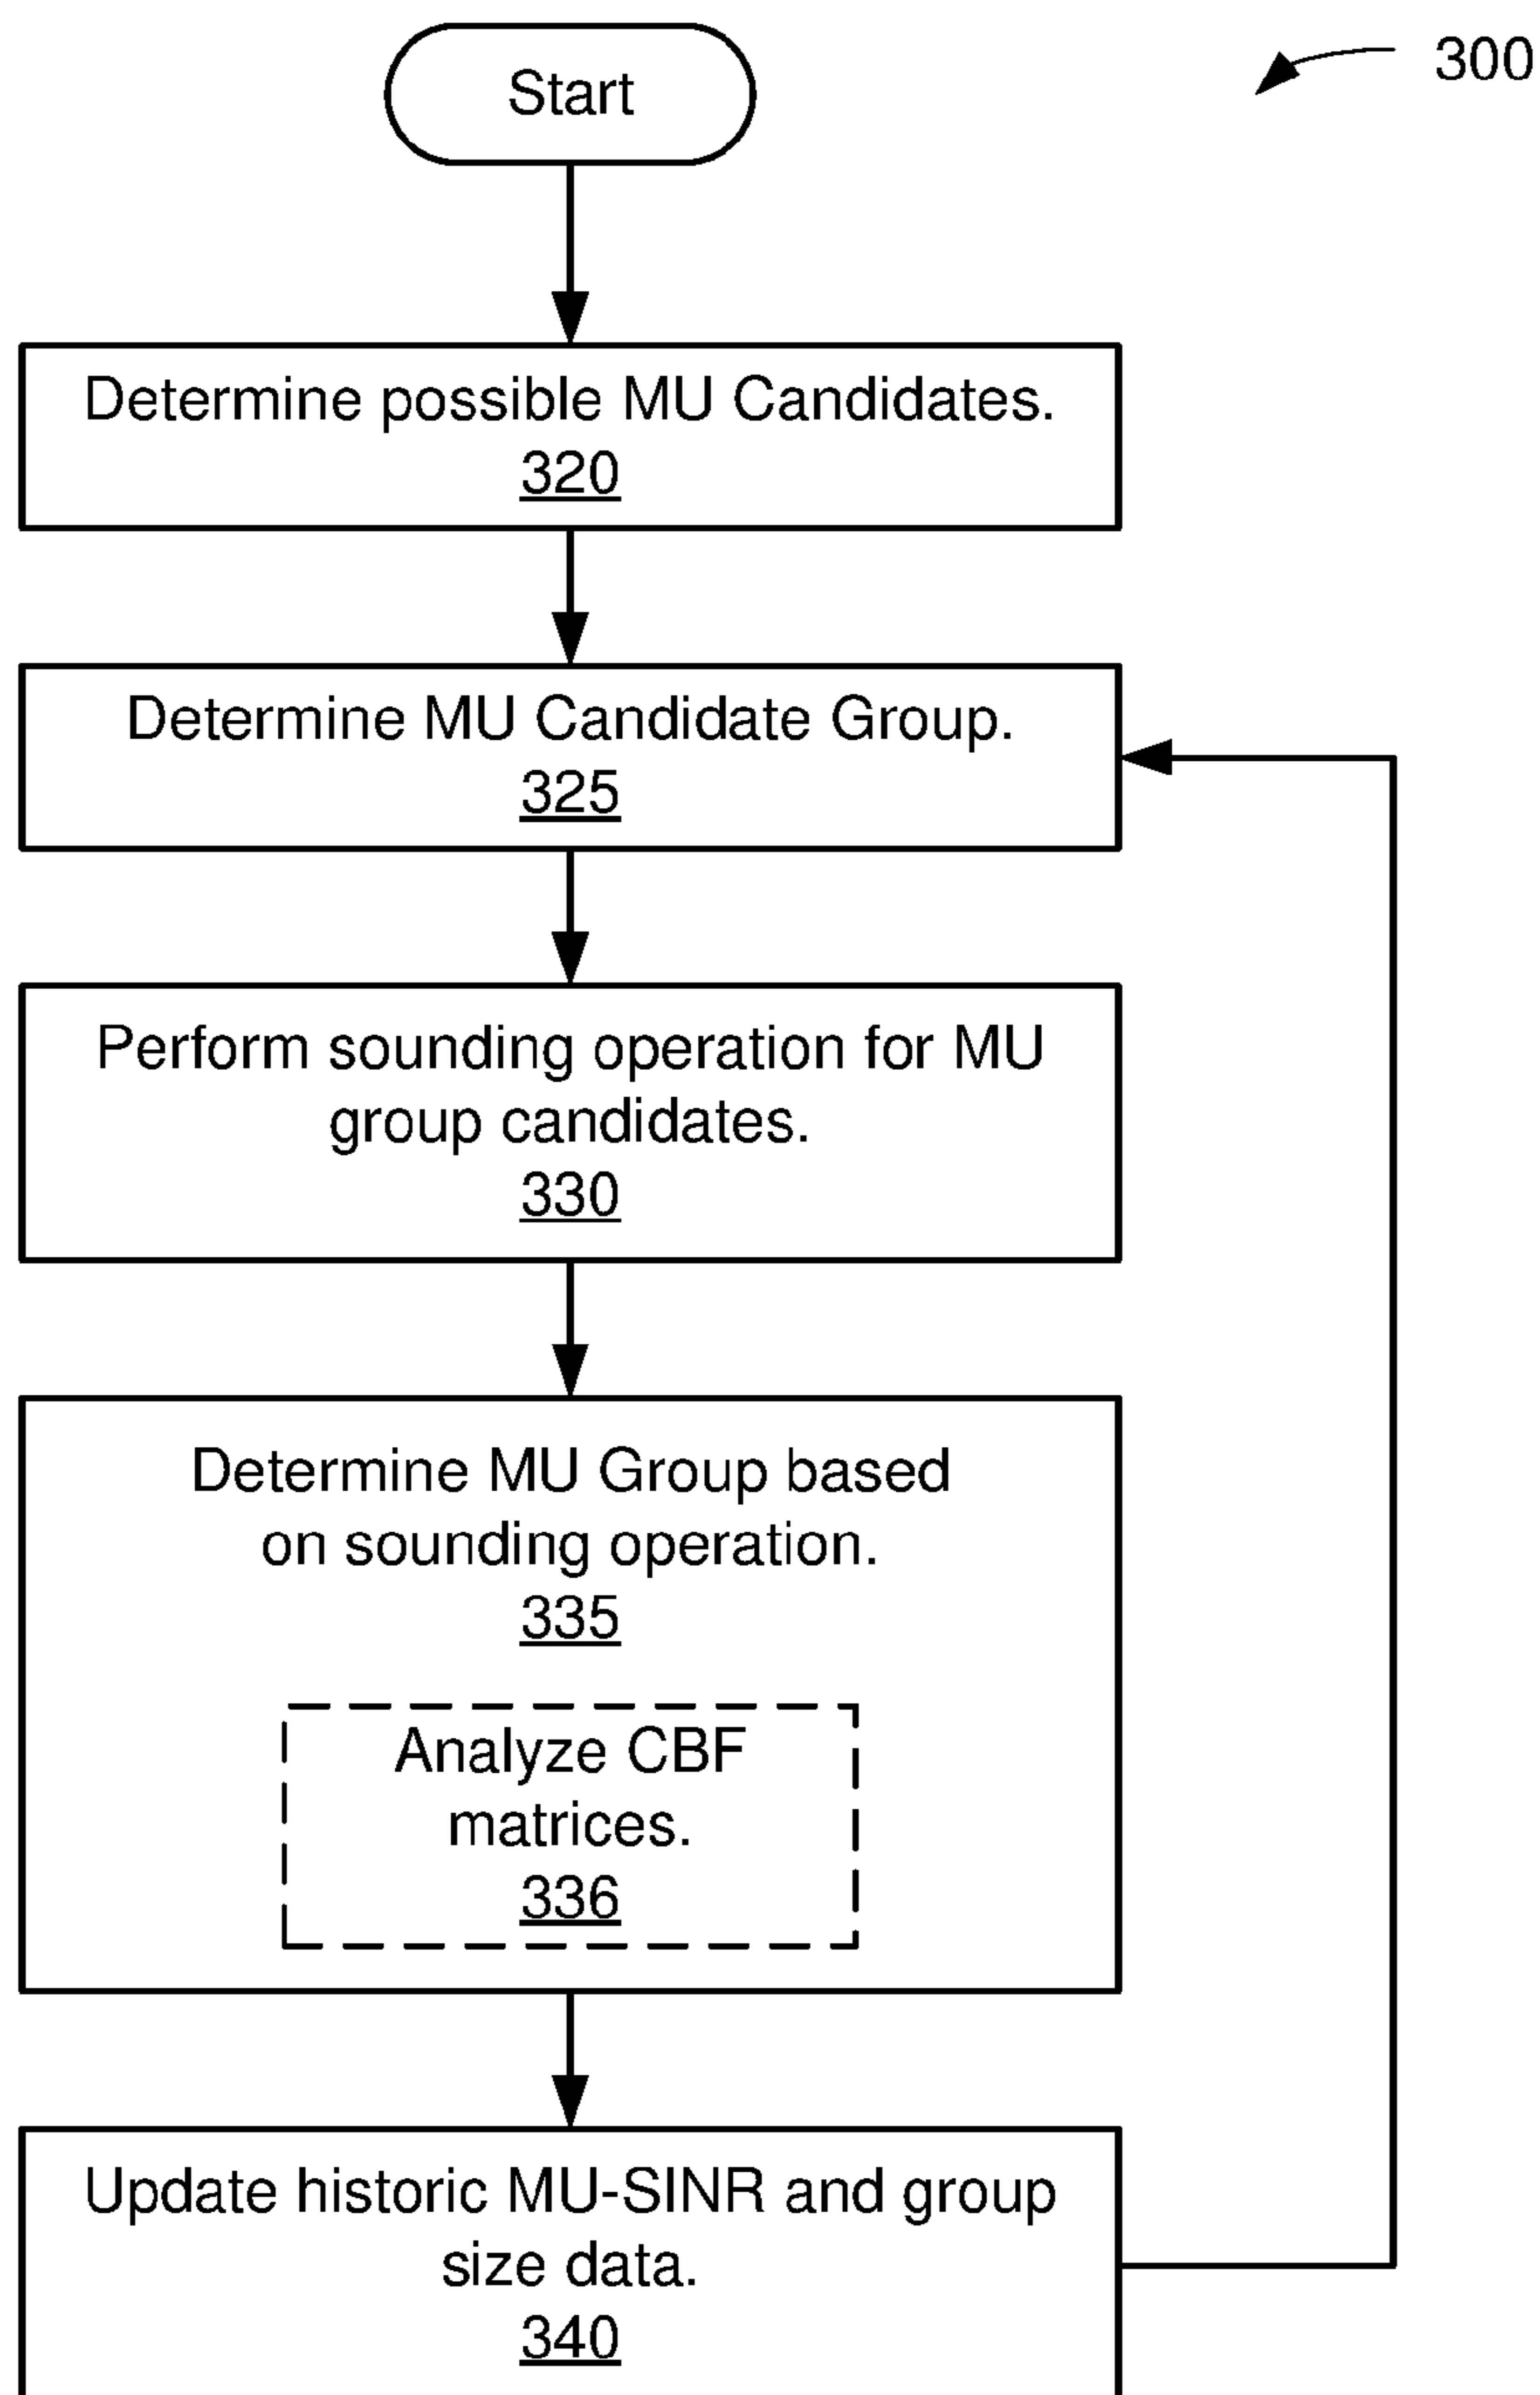 Start
300
Determine possible MU Candidates.
320
Determine MU Candidate Group.
325
Perform sounding operation for MU
group candidates.
330
Determine MU Group based
on sounding operation.
335
Analyze CBF
matrices.
336
Update historic MU-SINR and group
size data.
340